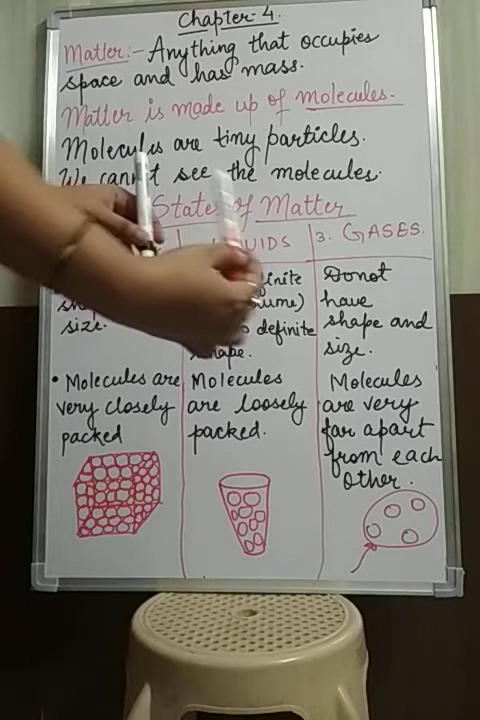 Chapter-4.
Matter:- Anything that occupies
space and has mass.
Matter is made up of molecules.
Molecules are tiny particles.
We cannot see the molecules.
States of Matter
3. GASES.
Donot
have
shape and
size.
definite
shape.
size.
• Molecules are
very closely
packed
Molecules
are loosely
packed.
Molecules
are very
far apart
from each
other.